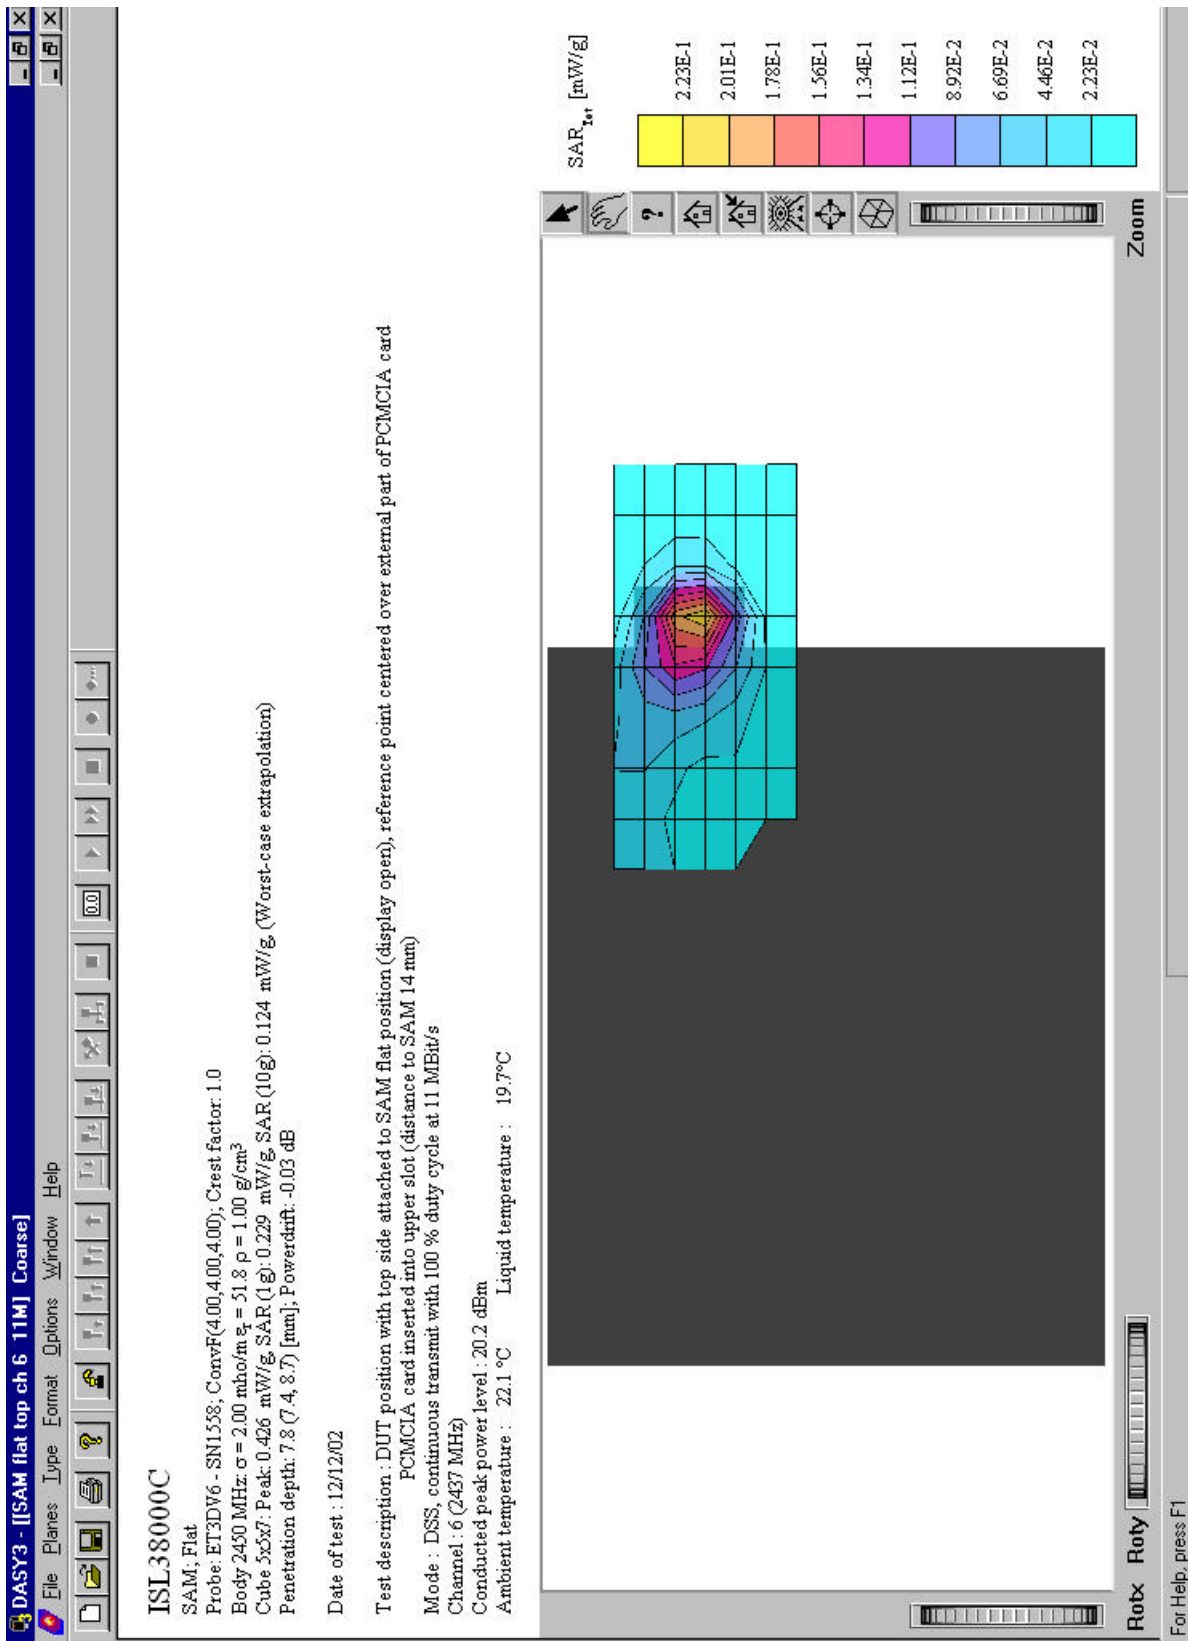 DASY3 - [[SAM flat top ch 6 11M] Coarse]
File Planes Type Format Options Window Help
0.0
ISL38000C
SAM; Flat
Probe: ET3DV6 - SN1558; ConvF(4.00,4.00,4.00); Crest factor: 1.0
Body 2450 MHz: σ = 2.00 mho/m εr = 51.8 ρ = 1.00 g/cm³
Cube 5x5x7: Peak: 0.426 mW/g, SAR (1g): 0.229 mW/g, SAR (10g): 0.124 mW/g, (Worst-case extrapolation)
Penetration depth: 7.8 (7.4, 8.7) [mm]; Powerdrift: -0.03 dB
Date of test : 12/12/02
Test description : DUT position with top side attached to SAM flat position (display open), reference point centered over external part of PCMCIA card
PCMCIA card inserted into upper slot (distance to SAM 14 mm)
Mode : DSS, continuous transmit with 100 % duty cycle at 11 MBit/s
Channel : 6 (2437 MHz)
Conducted peak power level : 20.2 dBm
Ambient temperature : 22.1 °C Liquid temperature : 19.7°C
SARTot [mW/g]
2.23E-1
2.01E-1
1.78E-1
1.56E-1
1.34E-1
1.12E-1
8.92E-2
6.69E-2
4.46E-2
2.23E-2
Rotx Roty Zoom
For Help, press F1